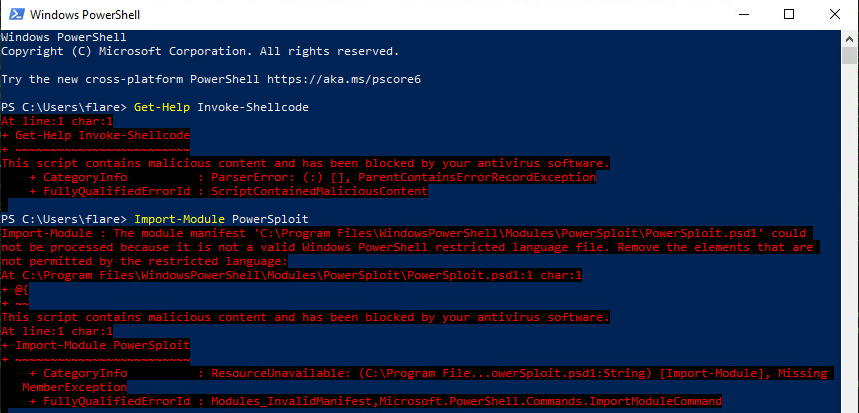 Windows PowerShell
Windows PowerShell
Copyright (C) Microsoft Corporation. All rights reserved.
Try the new cross-platform PowerShell https://aka.ms/pscore6
PS C:\Users\flare> Get-Help Invoke-Shellcode
At line:1 char:1
+ Get-Help Invoke-Shellcode
+ ~~~~~~~~~~~~~~~~~~~~~~~~~
This script contains malicious content and has been blocked by your antivirus software.
    + CategoryInfo          : ParserError: (:) [], ParentContainsErrorRecordException
    + FullyQualifiedErrorId : ScriptContainedMaliciousContent
PS C:\Users\flare> Import-Module PowerSploit
Import-Module : The module manifest 'C:\Program Files\WindowsPowerShell\Modules\PowerSploit\PowerSploit.psd1' could
not be processed because it is not a valid Windows PowerShell restricted language file. Remove the elements that are
not permitted by the restricted language:
At C:\Program Files\WindowsPowerShell\Modules\PowerSploit\PowerSploit.psd1:1 char:1
+ @{
+ ~~
This script contains malicious content and has been blocked by your antivirus software.
At line:1 char:1
+ Import-Module PowerSploit
+ ~~~~~~~~~~~~~~~~~~~~~~~~~
    + CategoryInfo          : ResourceUnavailable: (C:\Program File...owerSploit.psd1:String) [Import-Module], Missing
   MemberException
    + FullyQualifiedErrorId : Modules_InvalidManifest,Microsoft.PowerShell.Commands.ImportModuleCommand